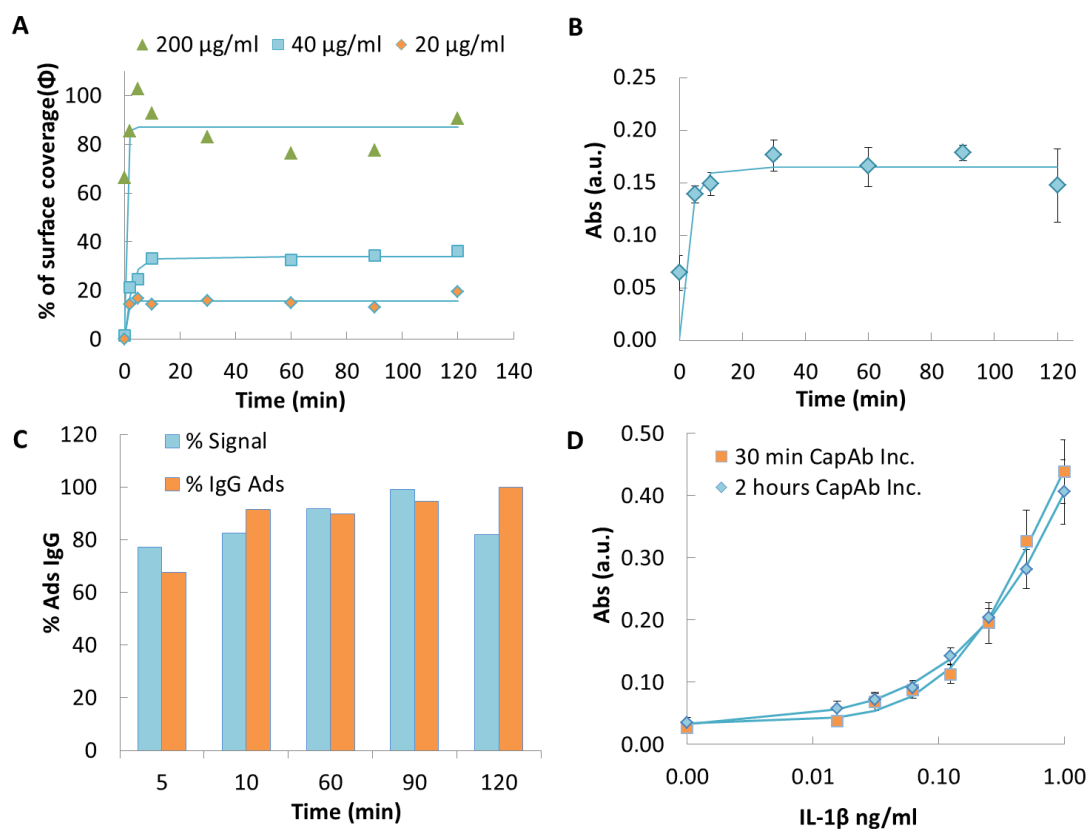 A
200 µg/ml 40 µg/ml 20 µg/ml
% of surface coverage(Φ)
100
80
60
40
20
0
0 20 40 60 80 100 120 140
Time (min)
B
Abs (a.u.)
0.25
0.20
0.15
0.10
0.05
0.00
0 20 40 60 80 100 120
Time (min)
C
% Signal
% IgG Ads
% Ads IgG
120
100
80
60
40
20
0
5 10 60 90 120
Time (min)
D
30 min CapAb Inc.
2 hours CapAb Inc.
Abs (a.u.)
0.50
0.40
0.30
0.20
0.10
0.00
0.00 0.01 0.10 1.00
IL-1β ng/ml